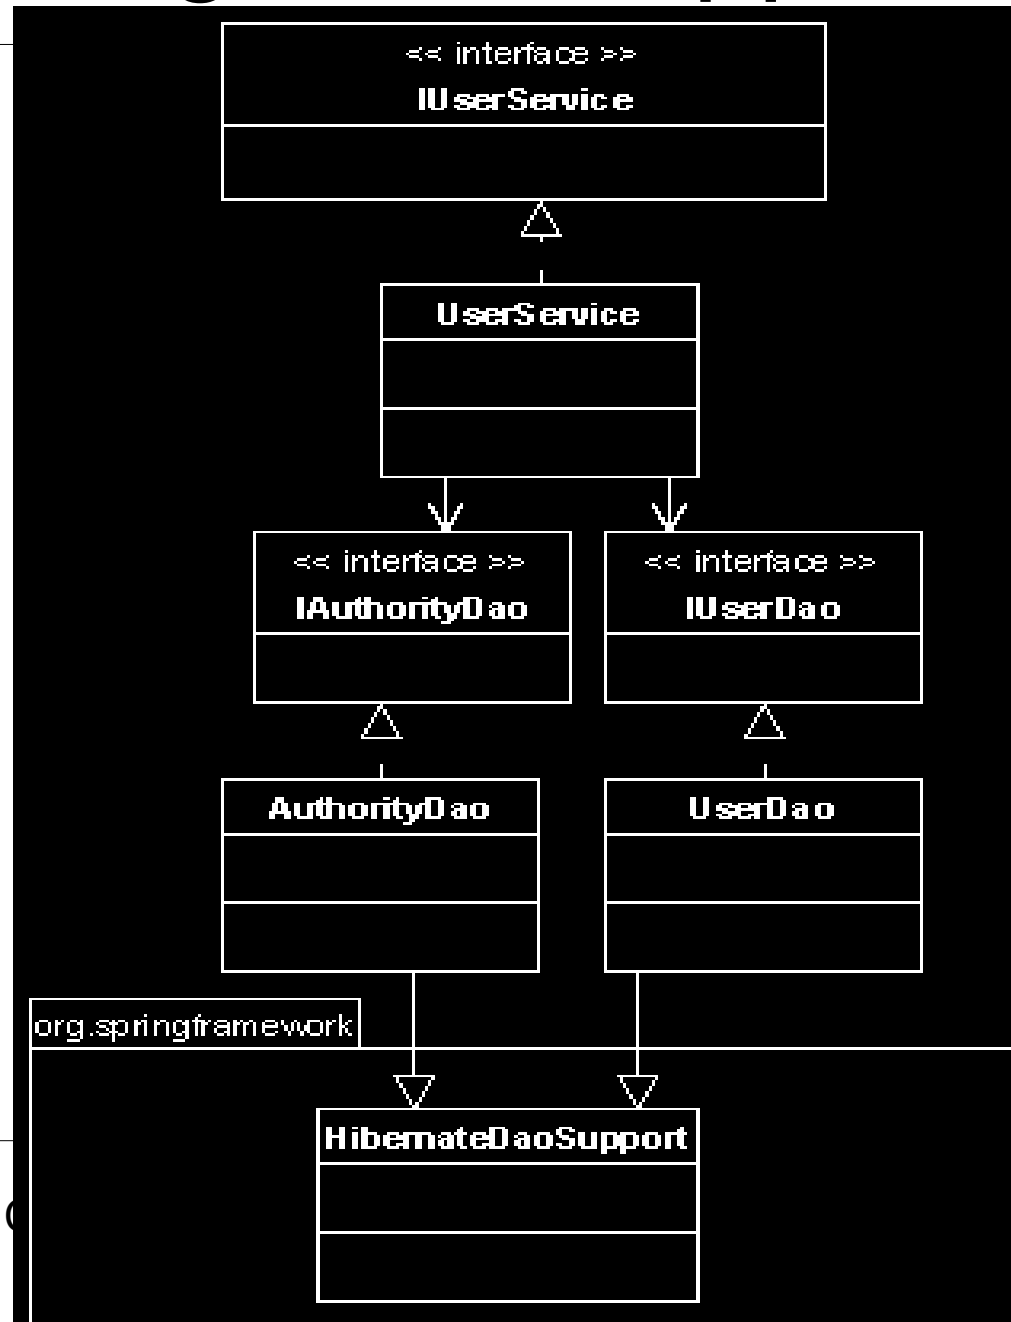 << interface >>
IUserService
UserService
<< interface >>
IAuthorityDao
<< interface >>
IUserDao
AuthorityDao
UserDao
org.springframework
HibernateDaoSupport